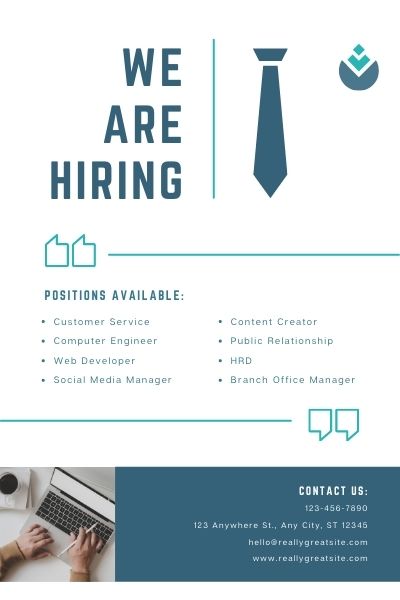 WE
ARE
HIRING
POSITIONS AVAILABLE:
Customer Service
Computer Engineer
Web Developer
Social Media Manager
Content Creator
Public Relationship
HRD
Branch Office Manager
CONTACT US:
123-456-7890
123 Anywhere St., Any City, ST 12345
hello@reallygreatsite.com
www.reallygreatsite.com